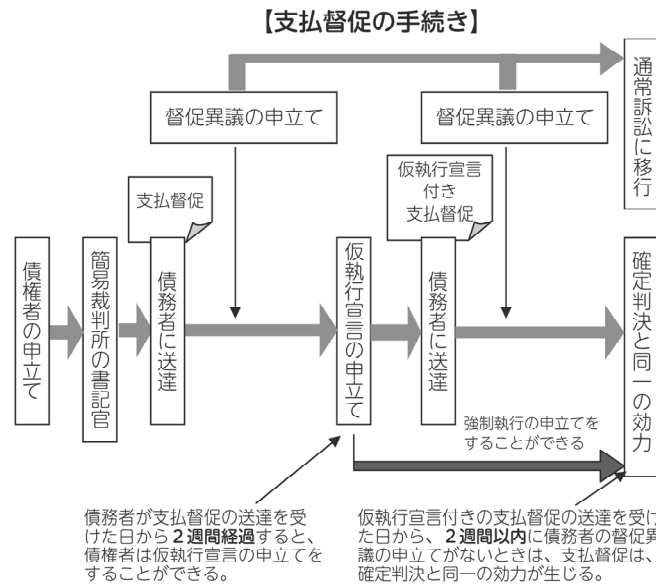 【支払督促の手続き】
通常訴訟に移行
督促異議の申立て
督促異議の申立て
支払督促
仮執行宣言
付き
支払督促
債権者の申立て
簡易裁判所の書記官
債務者に送達
仮執行宣言の申立て
債務者に送達
確定判決と同一の効力
強制執行の申立てを
することができる
債務者が支払督促の送達を受
けた日から２週間経過すると、
債権者は仮執行宣言の申立てを
することができる。
仮執行宣言付きの支払督促の送達を受け
た日から、２週間以内に債務者の督促異
議の申立てがないときは、支払督促は、
確定判決と同一の効力が生じる。